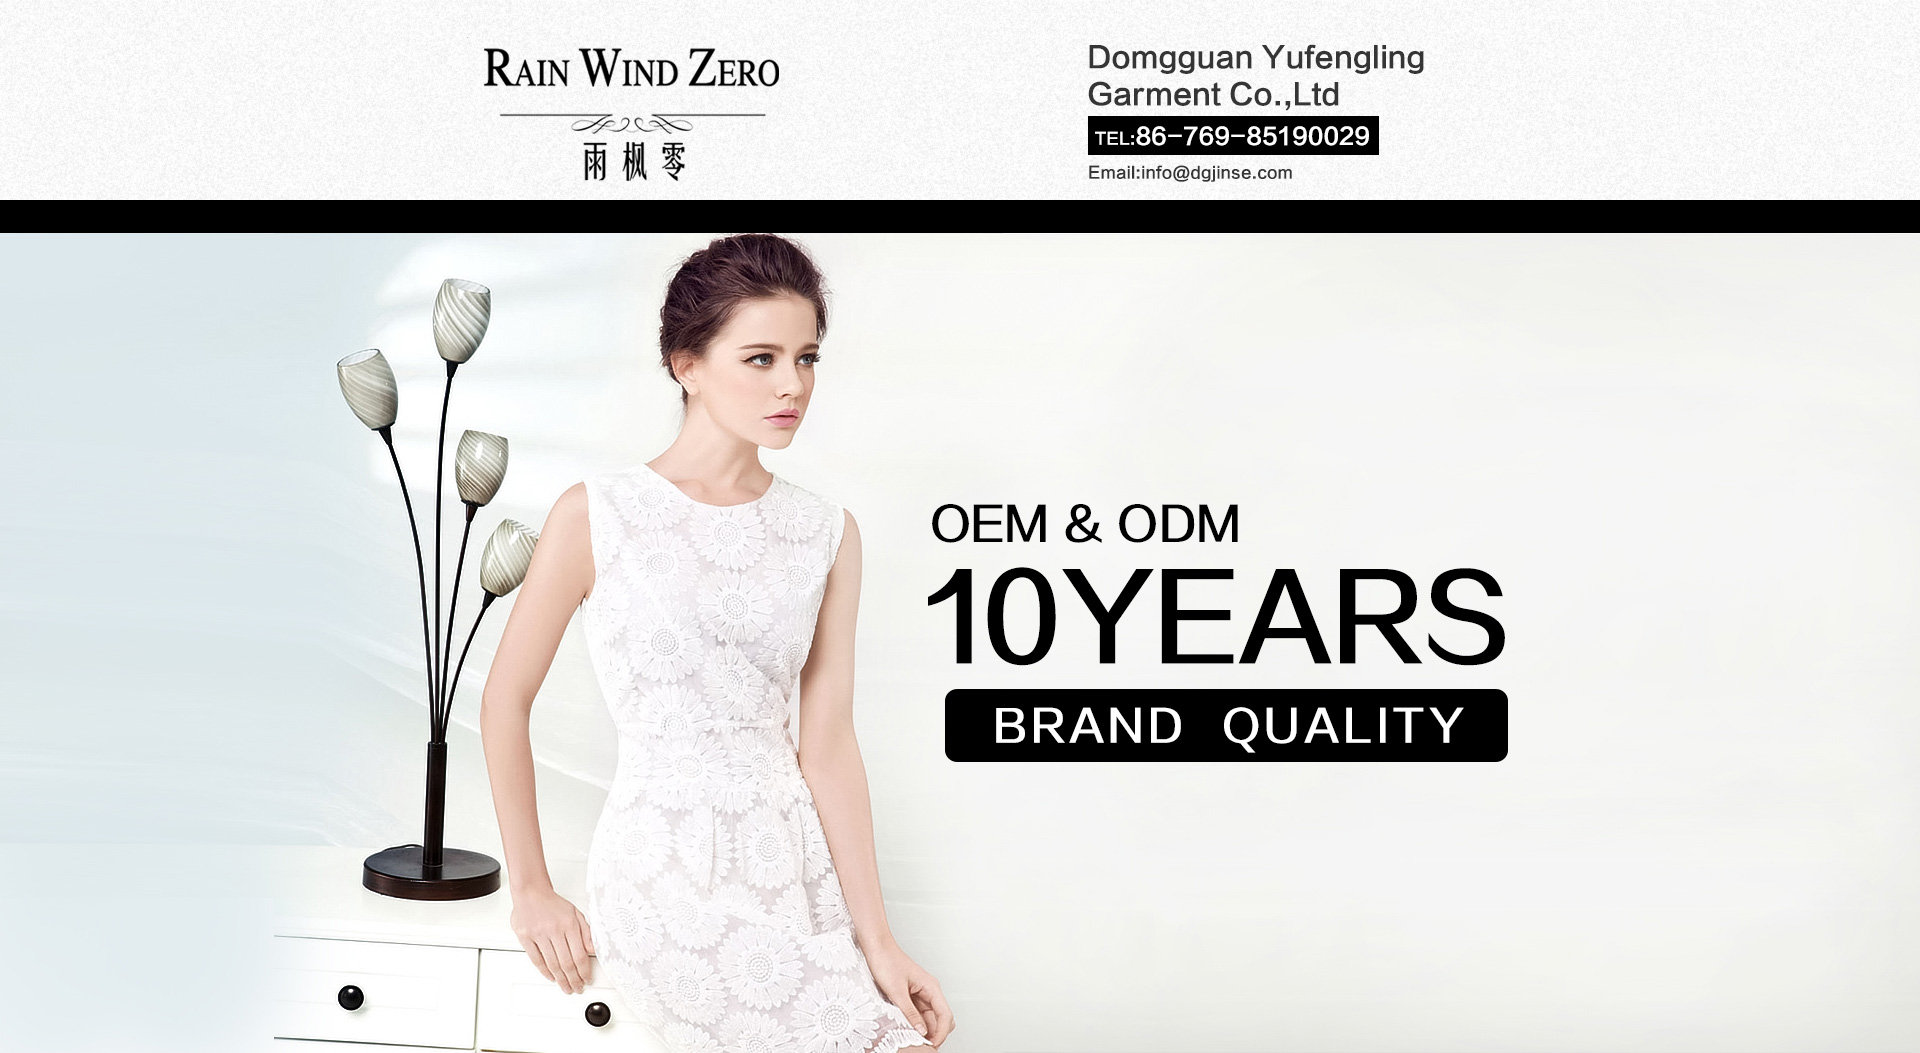 RAIN WIND ZERO
雨枫零
Domgguan Yufengling
Garment Co.,Ltd
TEL:86-769-85190029
Email:info@dgjinse.com
OEM & ODM
10YEARS
BRAND QUALITY